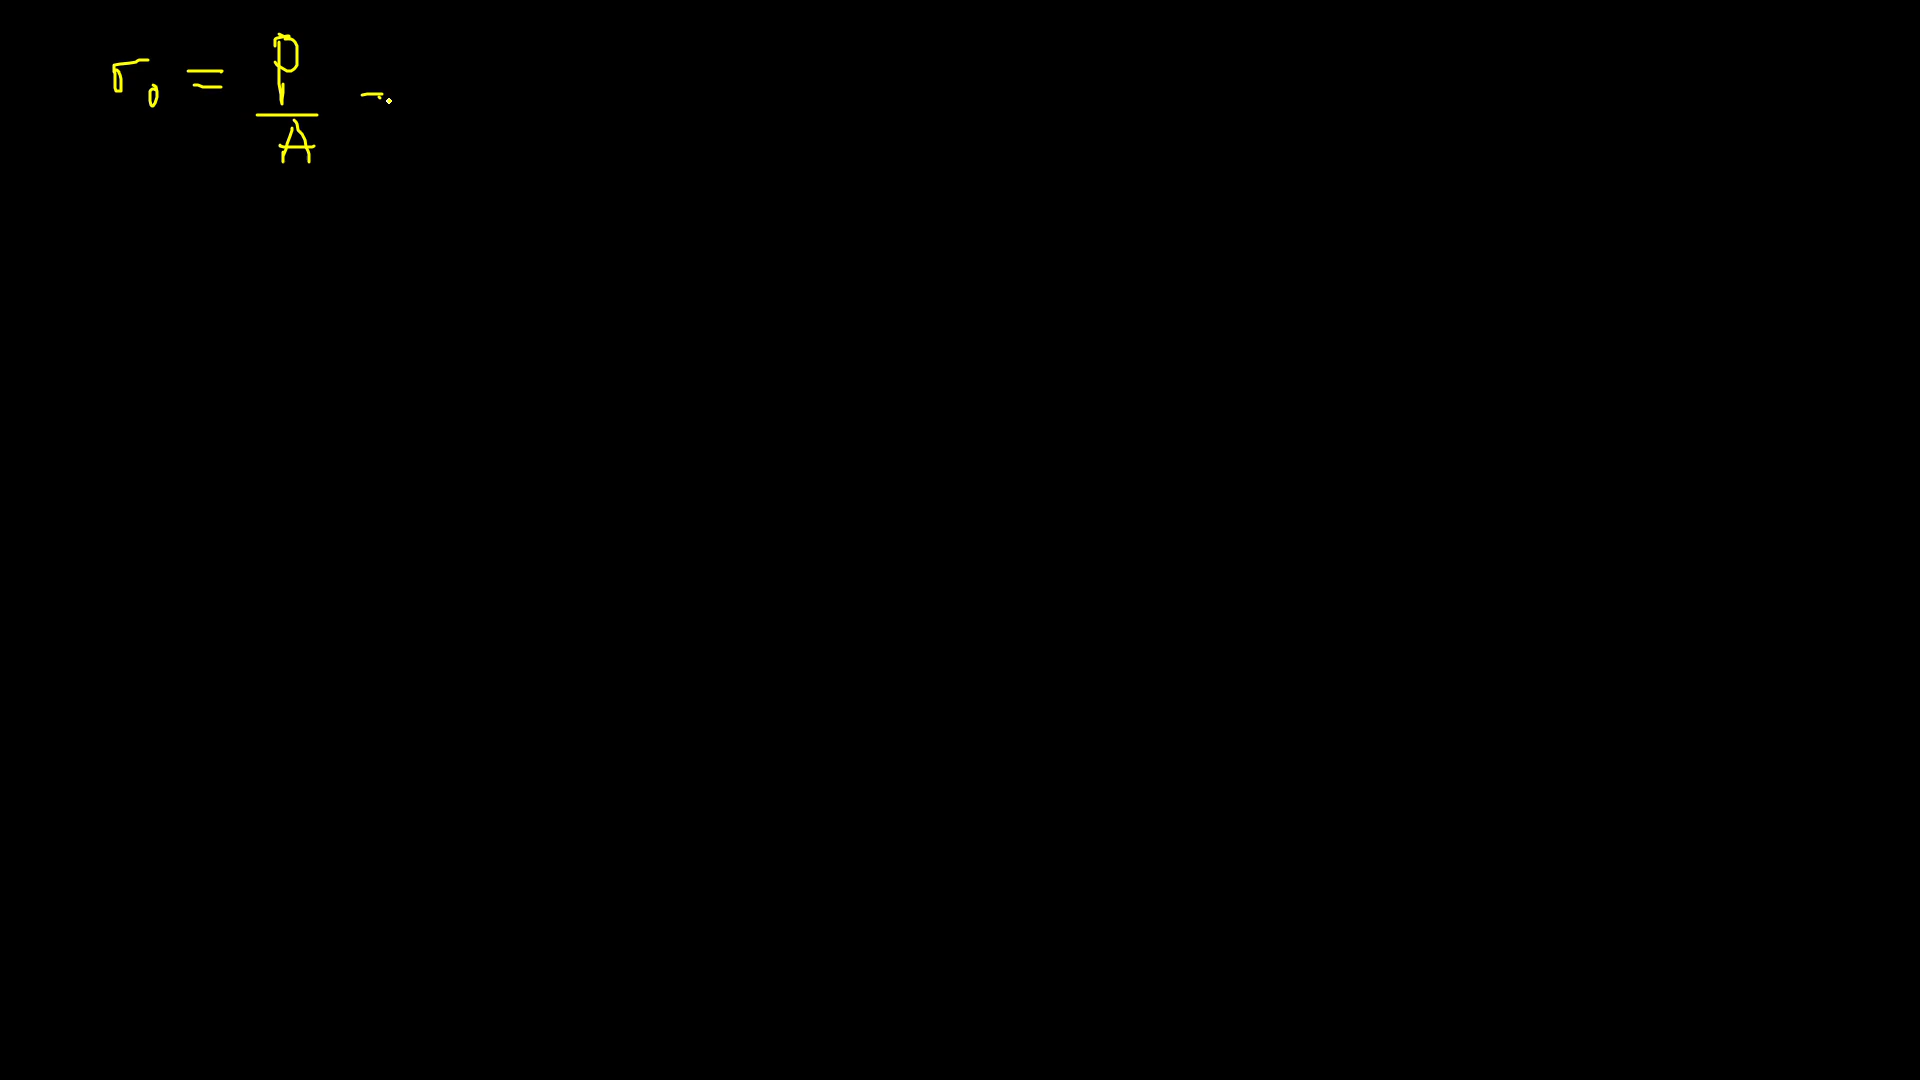 σ₀ = P/A -